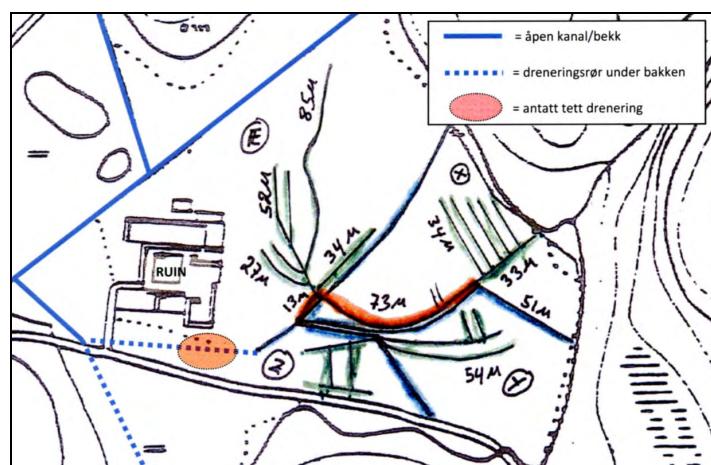 = åpen kanal/bekk
= dreneringsrør under bakken
= antatt tett drenering
85M
52M
27M
34M
13M
73M
34M
33M
51M
54M
X
Y
RUIN